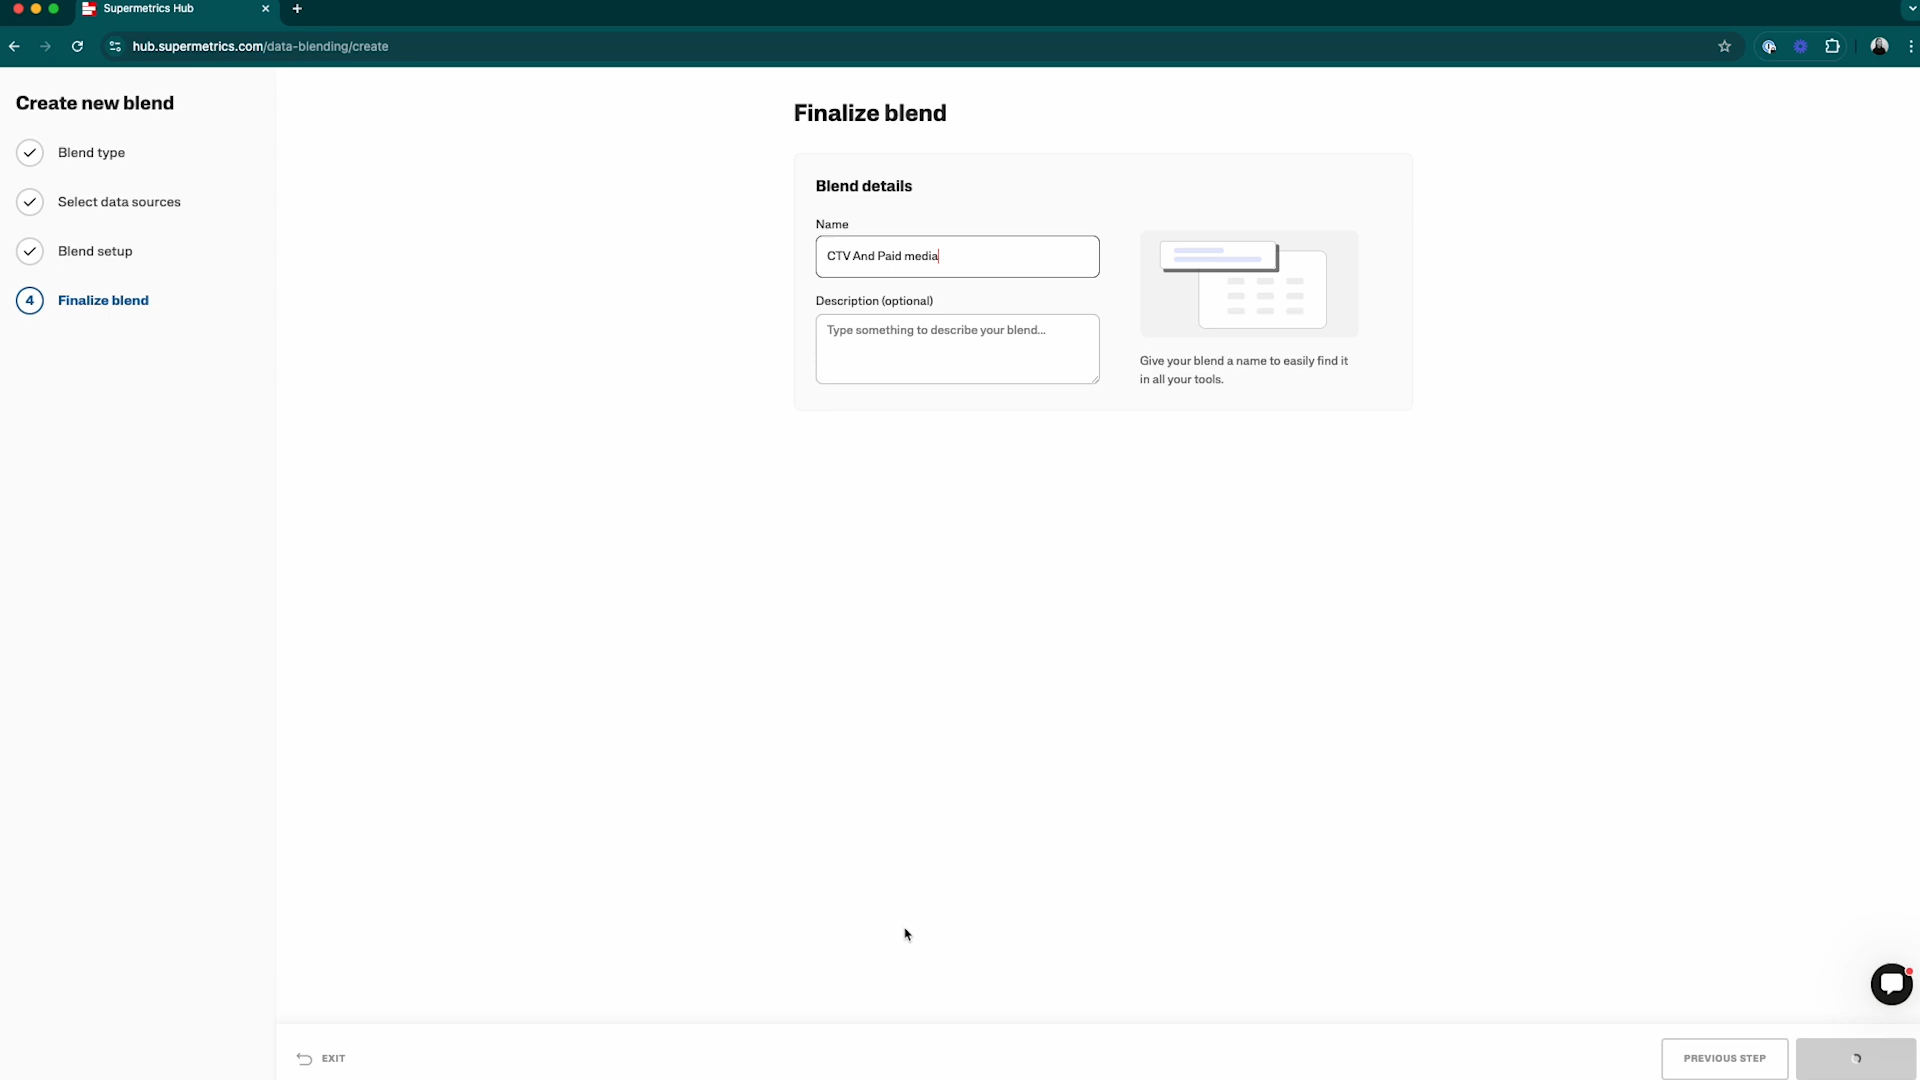 Supermetrics Hub
hub.supermetrics.com/data-blending/create
Create new blend
Blend type
Select data sources
Blend setup
4 Finalize blend
Finalize blend
Blend details
Name
CTV And Paid media
Description (optional)
Type something to describe your blend...
Give your blend a name to easily find it
in all your tools.
EXIT
PREVIOUS STEP